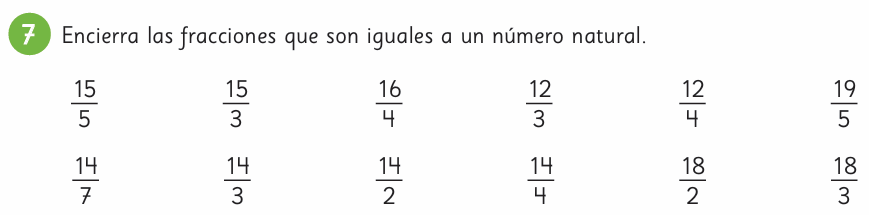 7 Encierra las fracciones que son iguales a un número natural.
15/5 15/3 16/4 12/3 12/4 19/5
14/7 14/3 14/2 14/4 18/2 18/3